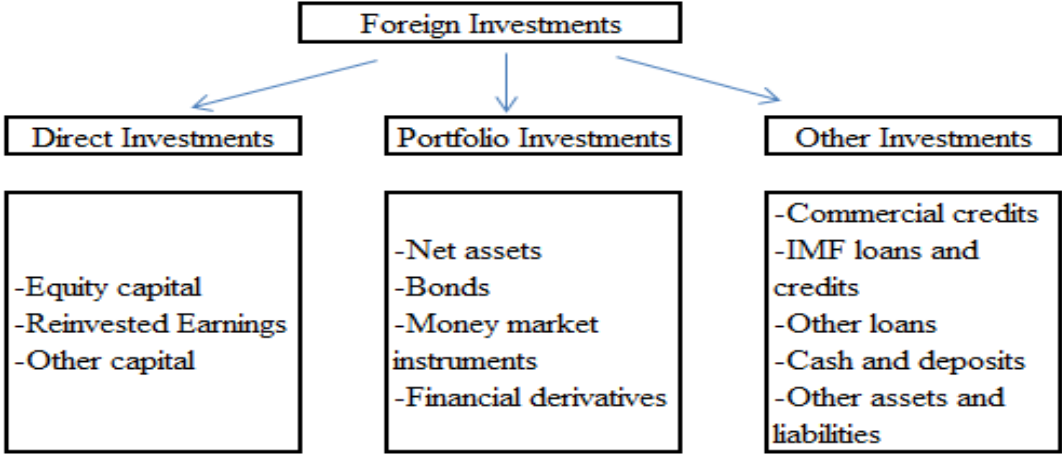 Foreign Investments
Direct Investments
Portfolio Investments
Other Investments
-Equity capital
-Reinvested Earnings
-Other capital
-Net assets
-Bonds
-Money market
instruments
-Financial derivatives
-Commercial credits
-IMF loans and
credits
-Other loans
-Cash and deposits
-Other assets and
liabilities